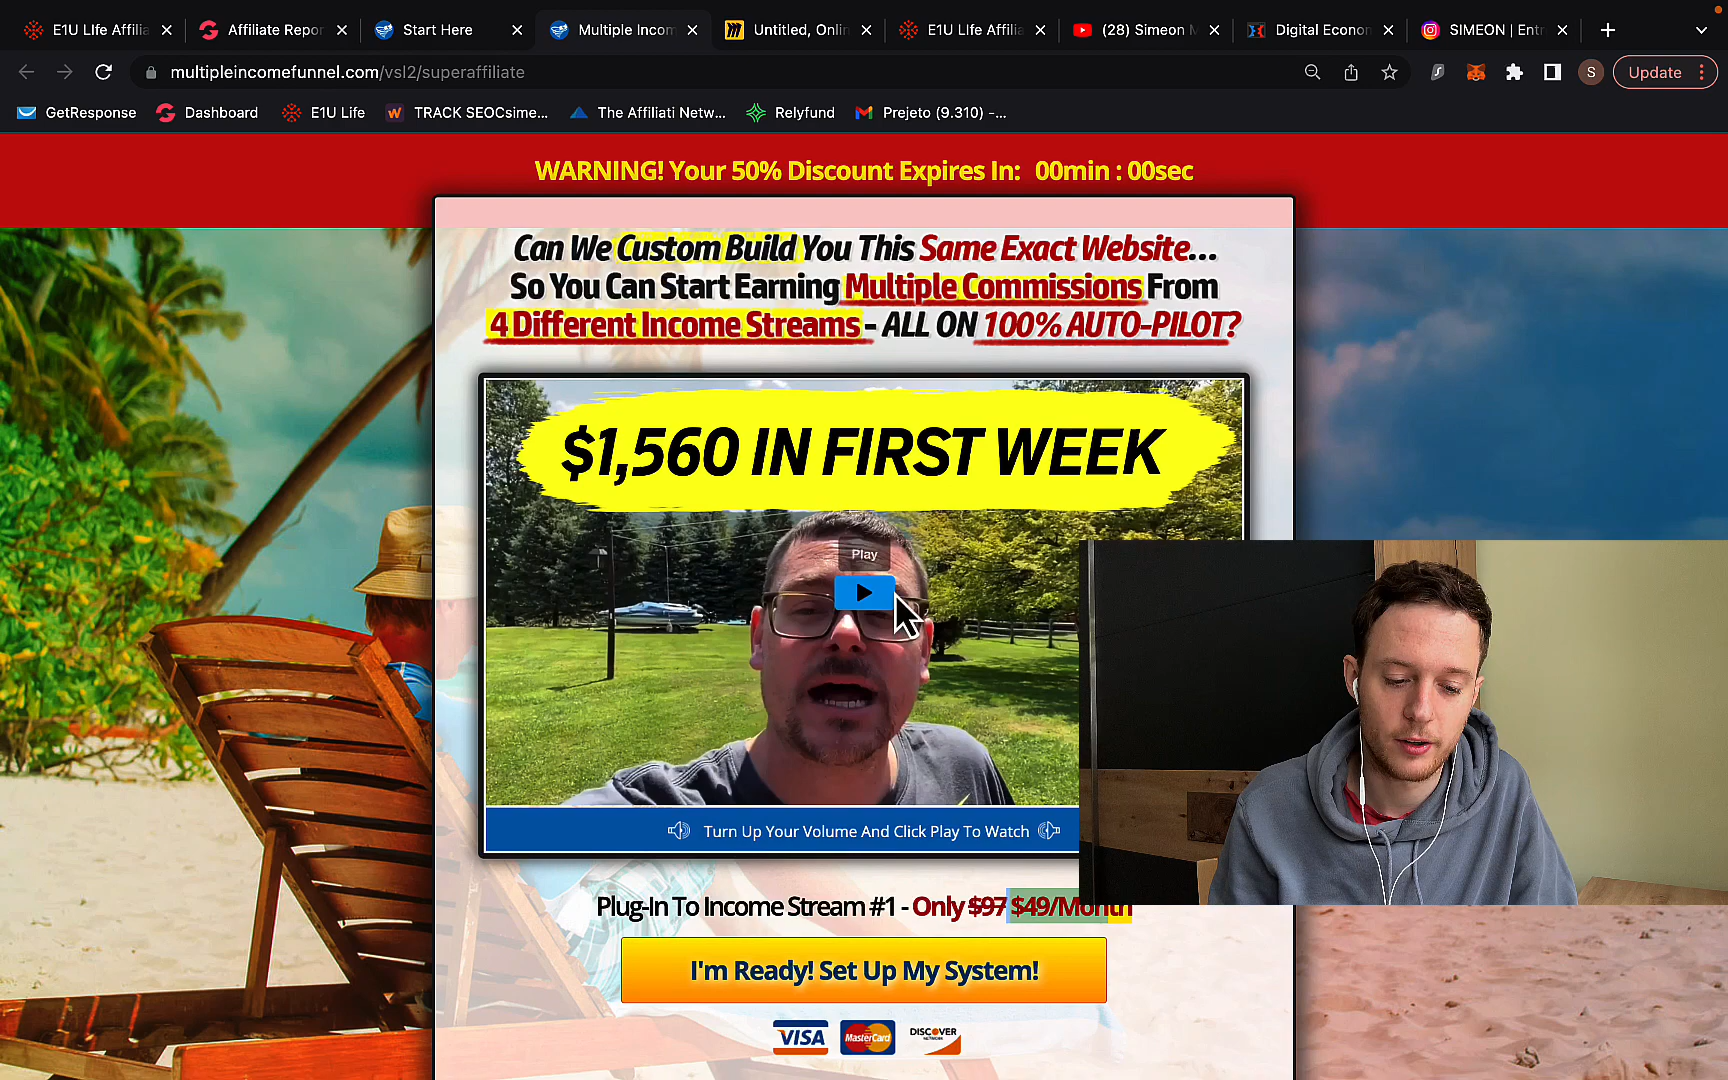 E1U LIfe Affilia
Affiliate Repor
Start Here
Multiple Incom
Untitled, Onlin
E1U LIfe Affilia
(28) Simeon M
Digital Econom
SIMEON | Entr
multipleincomefunnel.com/vsl2/superaffiliate
S
Update
GetResponse
Dashboard
E1U Life
TRACK SEOCsime...
The Affiliati Netw...
Relyfund
Prejeto (9.310) -...
WARNING! Your 50% Discount Expires In: 00min : 00sec
Can We Custom Build You This Same Exact Website...
So You Can Start Earning Multiple Commissions From
4 Different Income Streams - ALL ON 100% AUTO-PILOT?
$1,560 IN FIRST WEEK
Play
Turn Up Your Volume And Click Play To Watch
Plug-In To Income Stream #1 - Only $97 $49/Month
I'm Ready! Set Up My System!
VISA
MasterCard
DISCOVER
NETWORK